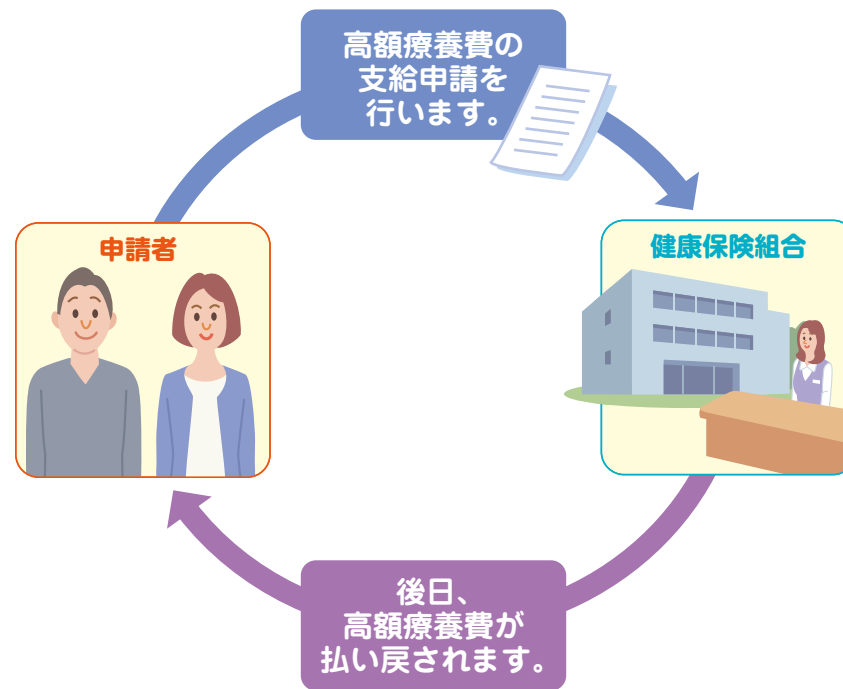 高額療養費の
支給申請を
行います。
申請者
健康保険組合
後日、
高額療養費が
払い戻されます。